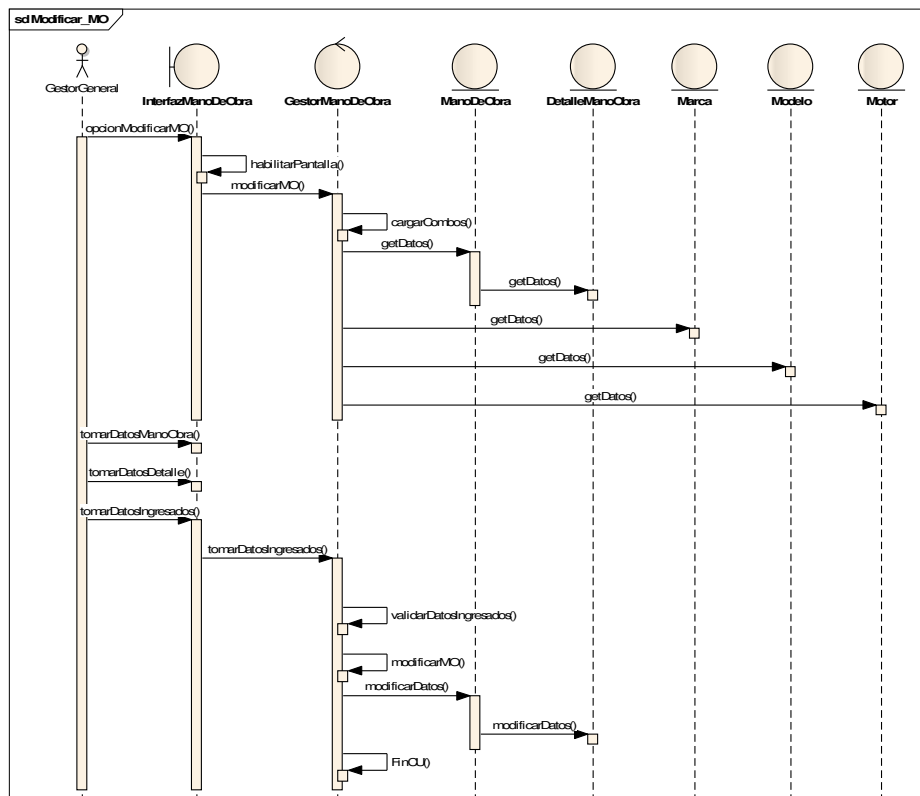 sd Modificar_MO
GestorGeneral
InterfazManoDeObra
GestorManoDeObra
ManoDeObra
DetalleManoObra
Marca
Modelo
Motor
opcionModificarMO()
habilitarPantalla()
modificarMO()
cargarCombos()
getDatos()
getDatos()
getDatos()
getDatos()
getDatos()
tomarDatosManoObra()
tomarDatosDetalle()
tomarDatosIngresados()
tomarDatosIngresados()
validarDatosIngresados()
modificarMO()
modificarDatos()
modificarDatos()
FinCU()